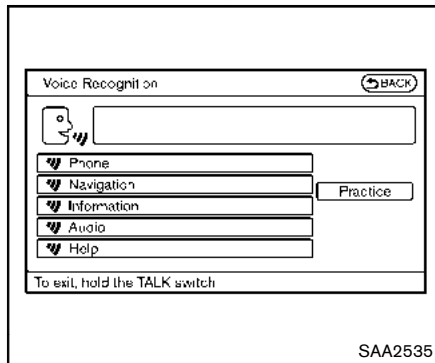 Voice Recognition
BACK
Phone
Navigation
Practice
Information
Audio
Help
To exit, hold the TALK switch
SAA2535